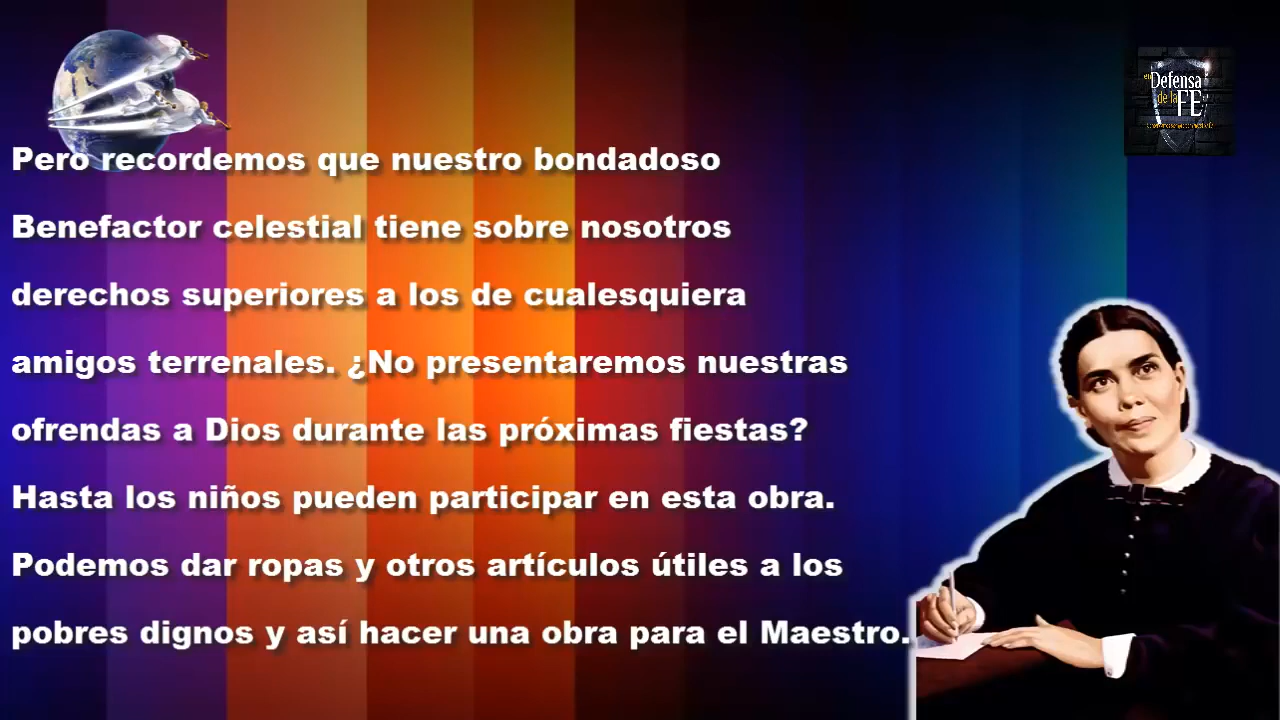 en
Defensa
de la
FE
Pero recordemos que nuestro bondadoso
Benefactor celestial tiene sobre nosotros
derechos superiores a los de cualesquiera
amigos terrenales. ¿No presentaremos nuestras
ofrendas a Dios durante las próximas fiestas?
Hasta los niños pueden participar en esta obra.
Podemos dar ropas y otros artículos útiles a los
pobres dignos y así hacer una obra para el Maestro.